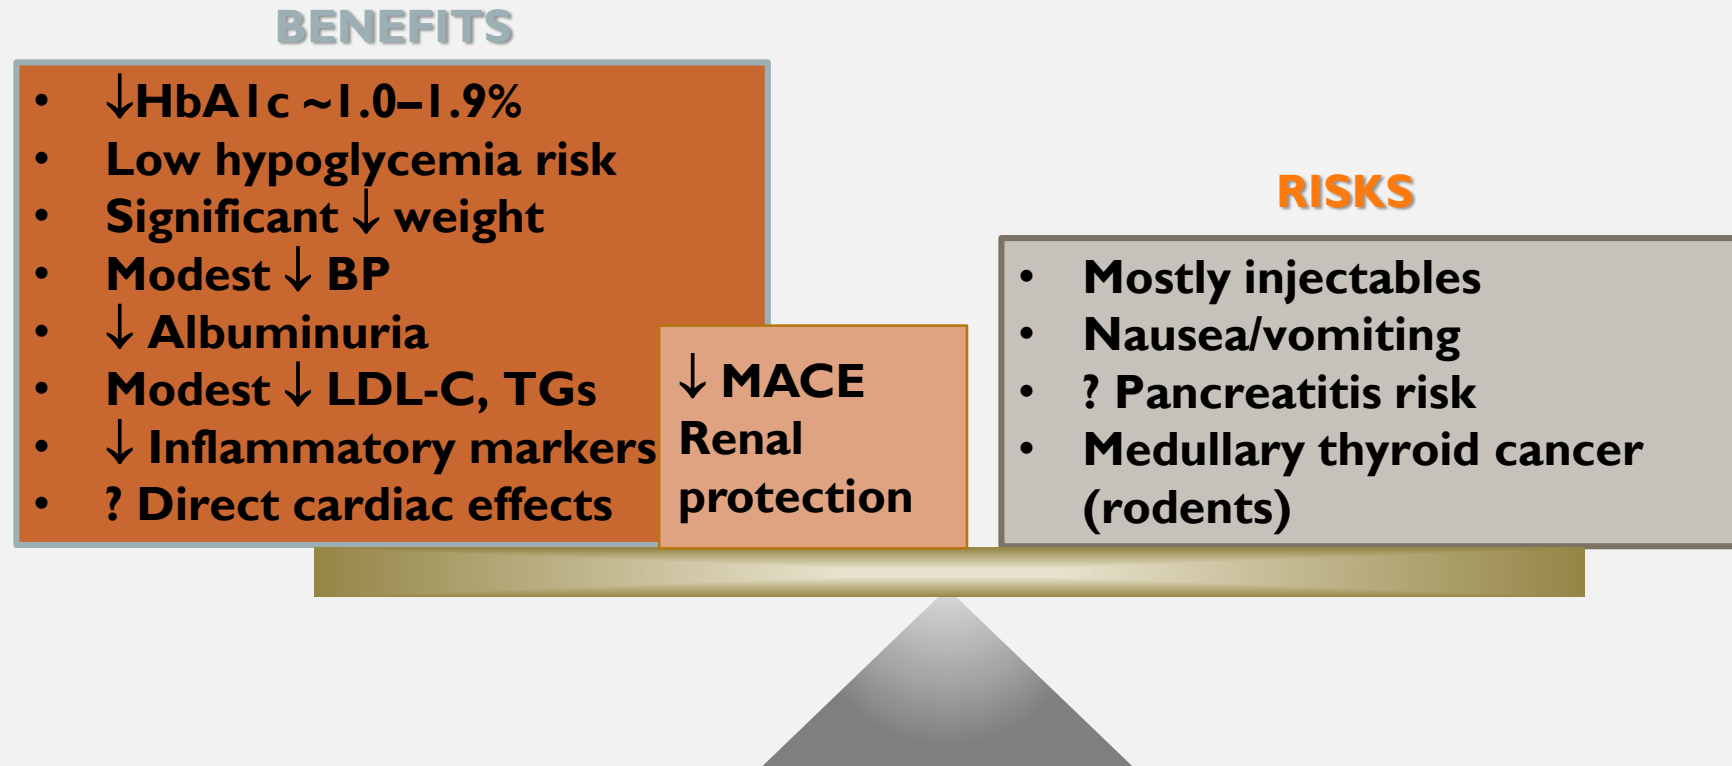 BENEFITS
• ↓HbA1c ~1.0–1.9%
• Low hypoglycemia risk
• Significant ↓ weight
• Modest ↓ BP
• ↓ Albuminuria
• Modest ↓ LDL-C, TGs
• ↓ Inflammatory markers
• ? Direct cardiac effects
↓ MACE
Renal
protection
RISKS
• Mostly injectables
• Nausea/vomiting
• ? Pancreatitis risk
• Medullary thyroid cancer
(rodents)